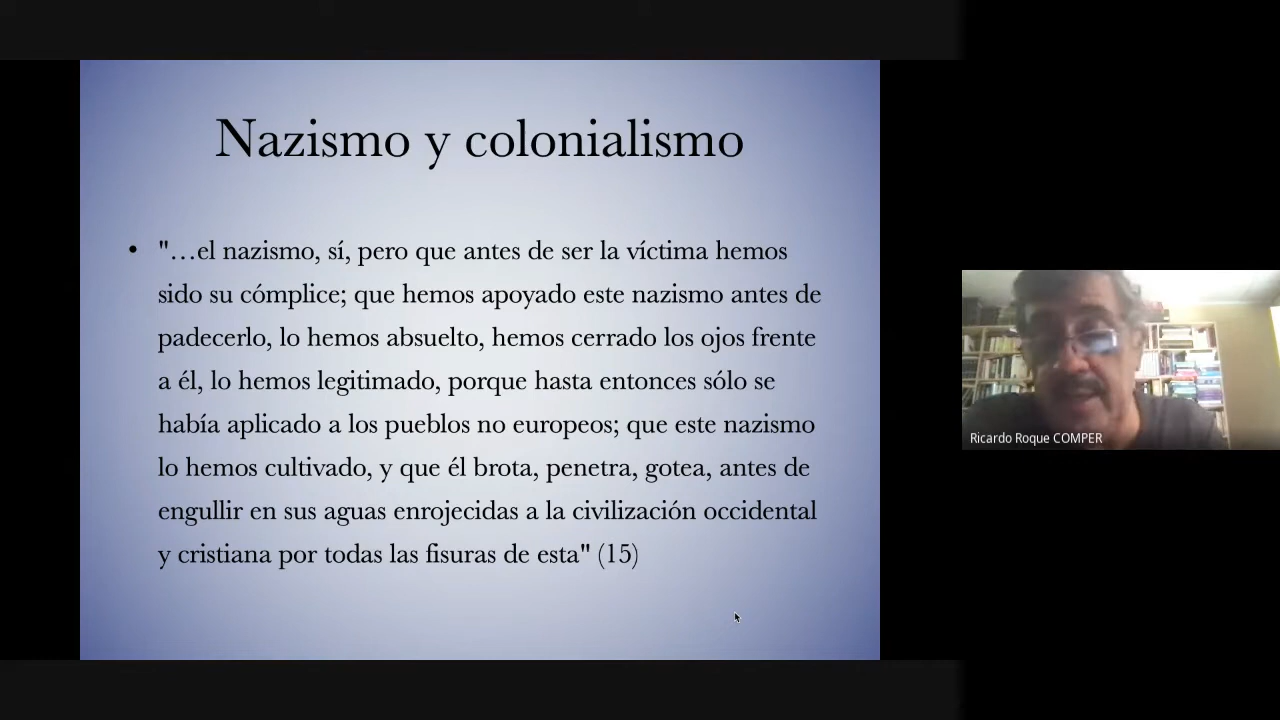 Nazismo y colonialismo
• "…el nazismo, sí, pero que antes de ser la víctima hemos
sido su cómplice; que hemos apoyado este nazismo antes de
padecerlo, lo hemos absuelto, hemos cerrado los ojos frente
a él, lo hemos legitimado, porque hasta entonces sólo se
había aplicado a los pueblos no europeos; que este nazismo
lo hemos cultivado, y que él brota, penetra, gotea, antes de
engullir en sus aguas enrojecidas a la civilización occidental
y cristiana por todas las fisuras de esta" (15)
Ricardo Roque COMPER